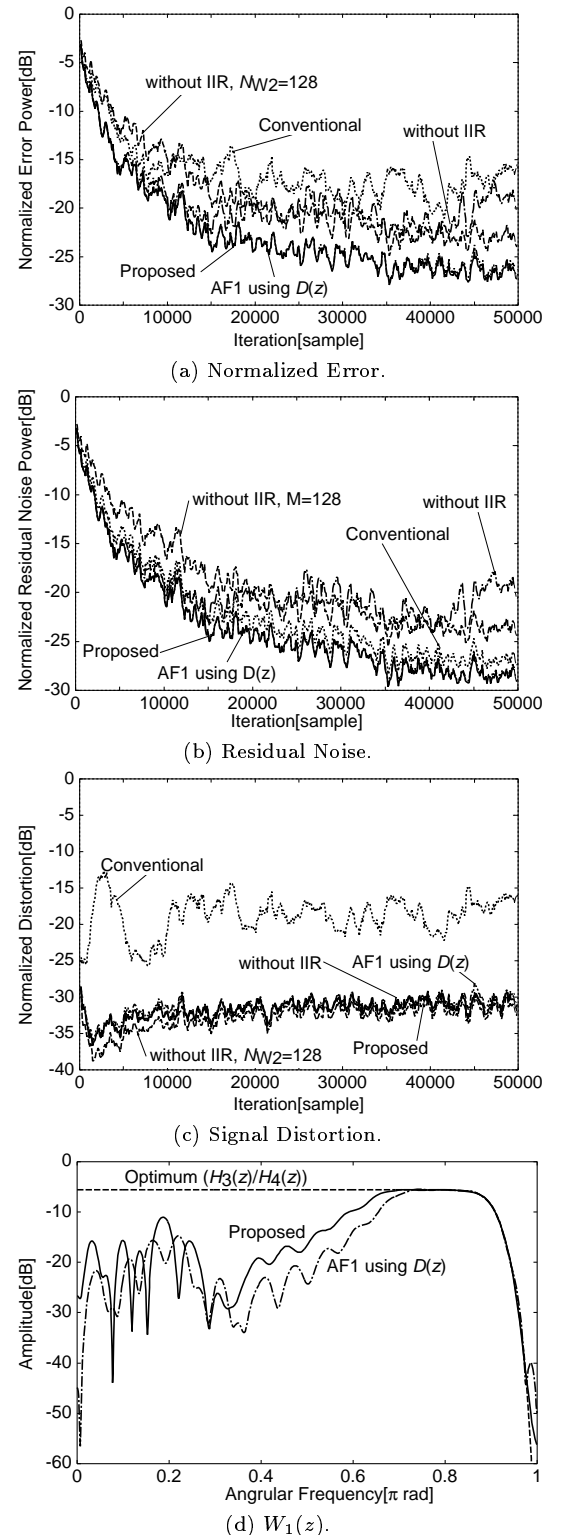 0
-5
-10
-15
-20
-25
-30
Normalized Error Power[dB]
without IIR, NW2=128
Conventional
without IIR
Proposed
AF1 using D(z)
0 10000 20000 30000 40000 50000
Iteration[sample]
(a) Normalized Error.
0
-5
-10
-15
-20
-25
-30
Normalized Residual Noise Power[dB]
without IIR, M=128
without IIR
Conventional
Proposed
AF1 using D(z)
0 10000 20000 30000 40000 50000
Iteration[sample]
(b) Residual Noise.
0
-5
-10
-15
-20
-25
-30
-35
-40
Normalized Distortion[dB]
Conventional
without IIR
AF1 using D(z)
Proposed
without IIR, NW2=128
0 10000 20000 30000 40000 50000
Iteration[sample]
(c) Signal Distortion.
0
-10
-20
-30
-40
-50
-60
Amplitude[dB]
Optimum (H3(z)/H4(z))
Proposed
AF1 using D(z)
0 0.2 0.4 0.6 0.8 1
Angrular Frequency[π rad]
(d) W1(z).